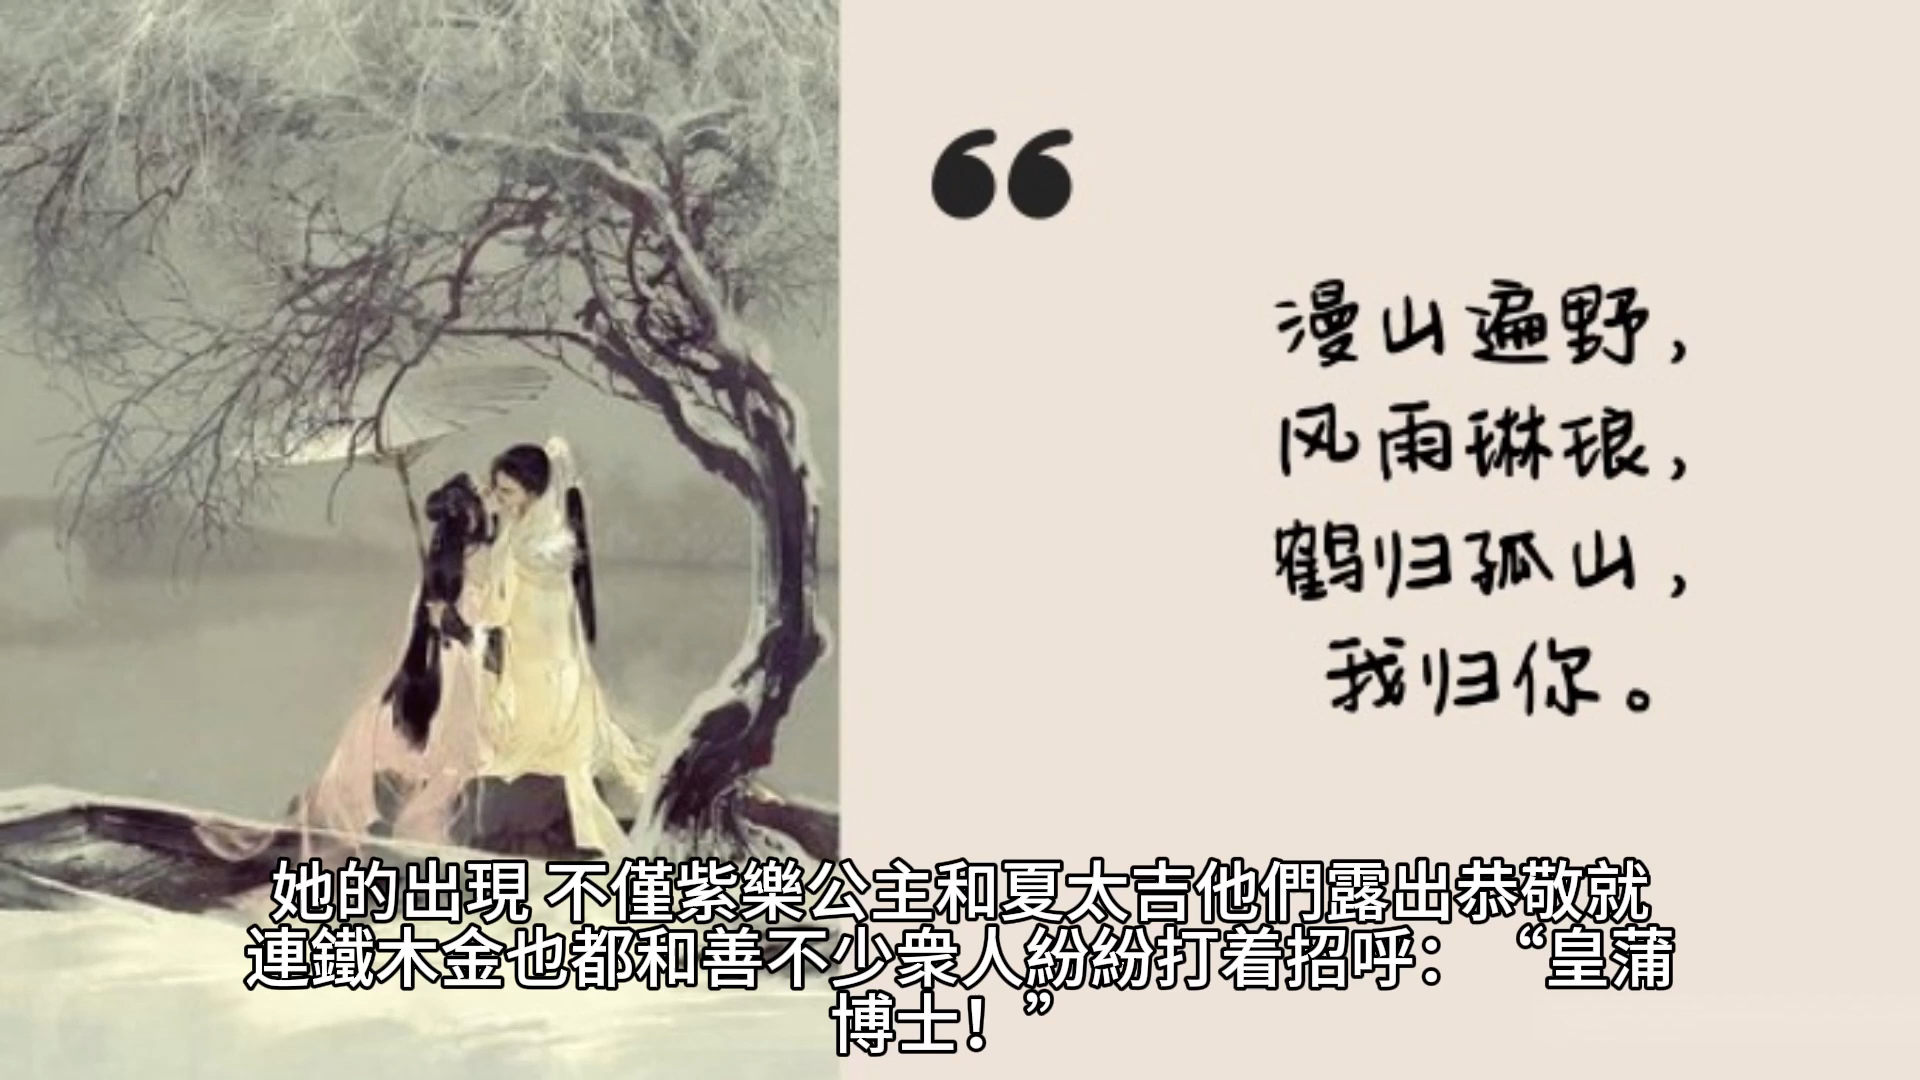 漫山遍野，
风雨琳琅，
鹤归孤山，
我归你。
她的出現 不僅紫樂公主和夏太吉他們露出恭敬就
連鐵木金也都和善不少衆人紛紛打着招呼：“皇蒲
博士！”